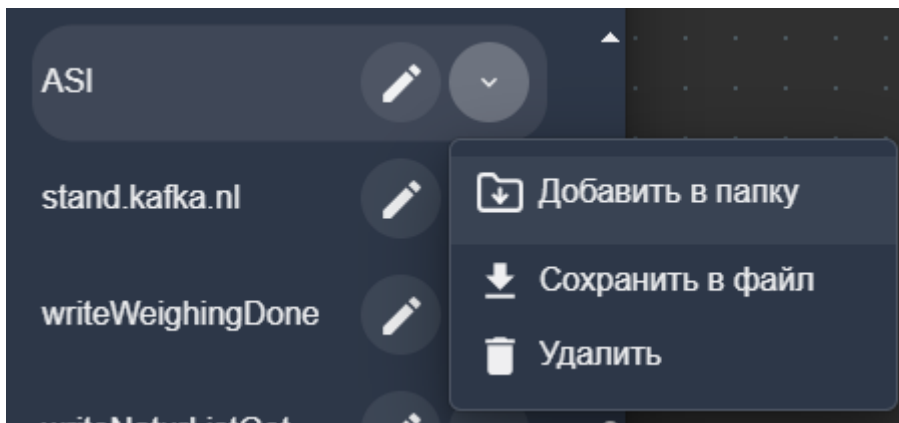 ASI
Добавить в папку
stand.kafka.nl
Сохранить в файл
writeWeighingDone
Удалить